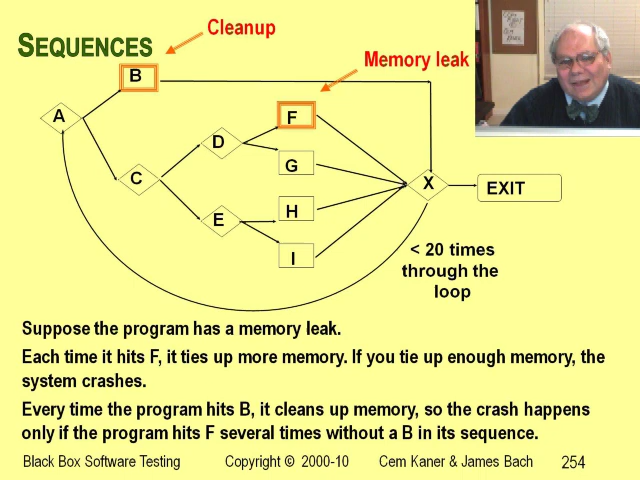 SEQUENCES
Cleanup
Memory leak
B
A
F
D
G
C
X
EXIT
H
E
I
< 20 times
through the
loop
Suppose the program has a memory leak.
Each time it hits F, it ties up more memory. If you tie up enough memory, the
system crashes.
Every time the program hits B, it cleans up memory, so the crash happens
only if the program hits F several times without a B in its sequence.
Black Box Software Testing Copyright © 2000-10 Cem Kaner & James Bach 254